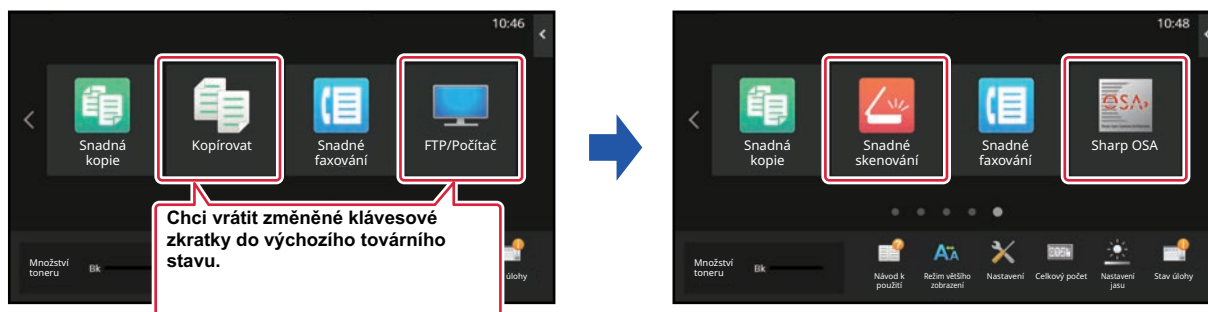 10:46
Snadná
kopie
Kopírovat
Snadné
faxování
FTP/Počítač
Chci vrátit změněné klávesové
zkratky do výchozího továrního
stavu.
Množství
toneru
Bk
úlohy
10:48
Snadná
kopie
Snadné
skenování
Snadné
faxování
OSA
Sharp OSA
Množství
toneru
Bk
Návod k
použití
Režim většího
zobrazení
Nastavení
Celkový počet
Nastavení
jasu
Stav úlohy